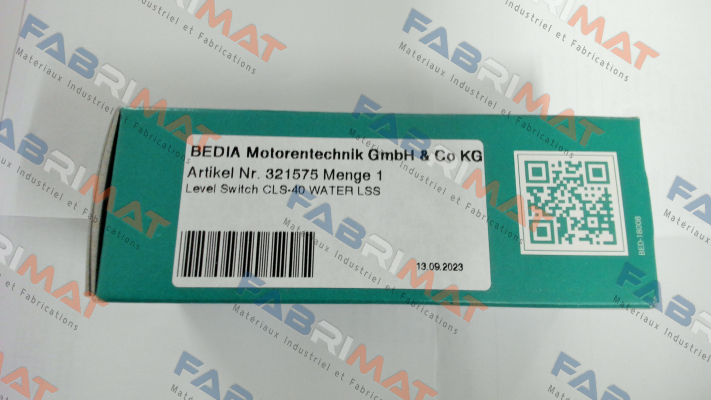 BEDIA Motorentechnik GmbH & Co KG
Artikel Nr. 321575 Menge 1
Level Switch CLS-40 WATER LSS
13.09.2023
BED-18008
FABRIMAT
Matériaux Industriel et Fabrications